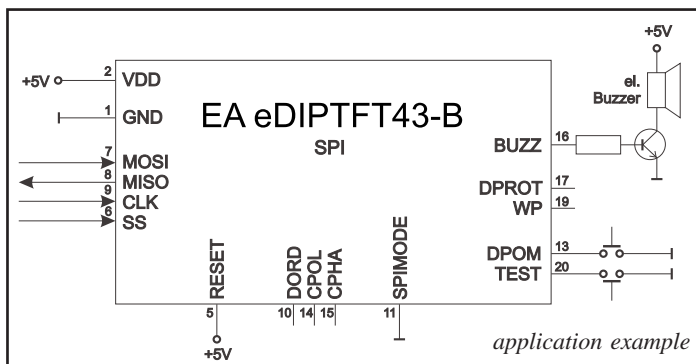 +5V
2
VDD
1
GND
7
MOSI
8
MISO
9
CLK
6
SS
EA eDIPTFT43-B
SPI
+5V
el.
Buzzer
BUZZ
16
DPROT
17
WP
19
DPOM
13
TEST
20
RESET
5
+5V
DORD
10
CPOL
14
CPHA
15
SPIMODE
11
application example